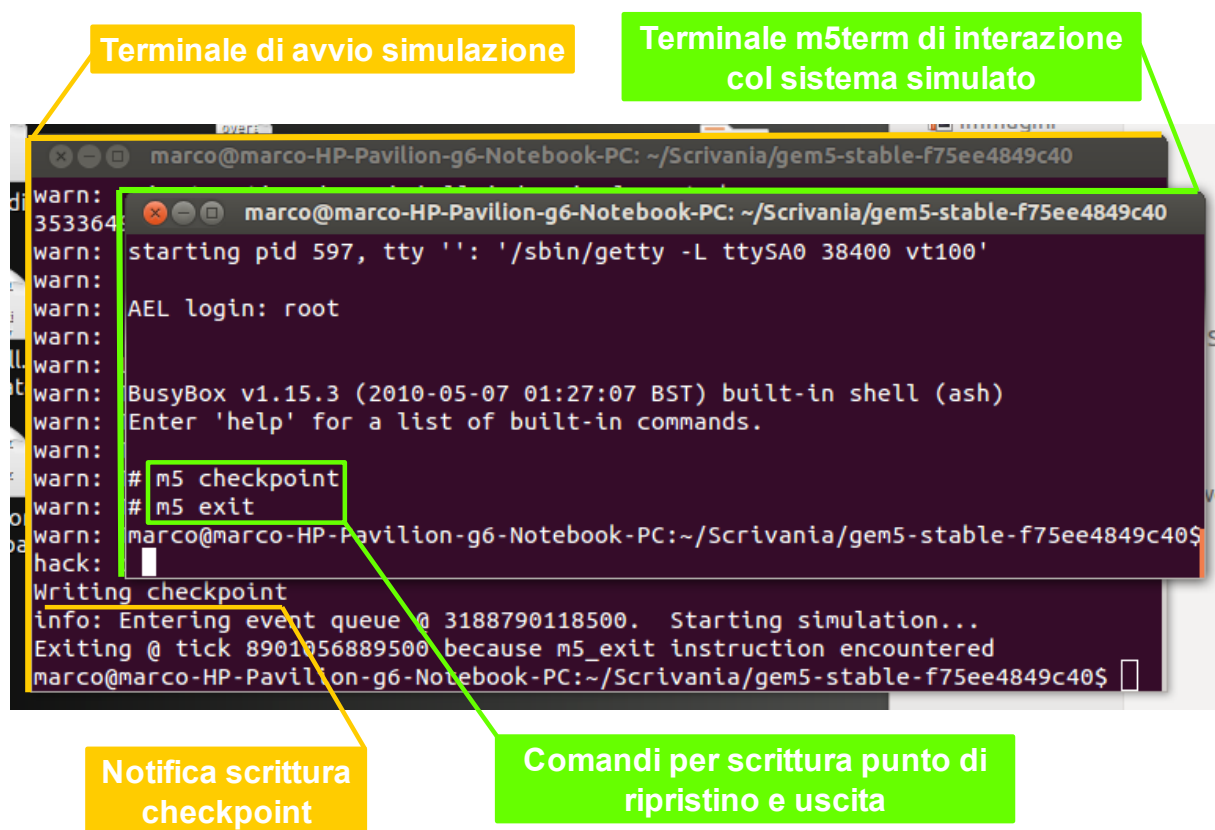 Terminale di avvio simulazione
Terminale m5term di interazione
col sistema simulato
marco@marco-HP-Pavilion-g6-Notebook-PC: ~/Scrivania/gem5-stable-f75ee4849c40
warn:
marco@marco-HP-Pavilion-g6-Notebook-PC: ~/Scrivania/gem5-stable-f75ee4849c40
353364
warn: starting pid 597, tty '': '/sbin/getty -L ttySA0 38400 vt100'
warn:
warn: AEL login: root
warn:
warn:
warn: BusyBox v1.15.3 (2010-05-07 01:27:07 BST) built-in shell (ash)
warn: Enter 'help' for a list of built-in commands.
warn:
warn: # m5 checkpoint
warn: # m5 exit
warn: marco@marco-HP-Pavilion-g6-Notebook-PC:~/Scrivania/gem5-stable-f75ee4849c40$
hack:
Writing checkpoint
info: Entering event queue @ 3188790118500. Starting simulation...
Exiting @ tick 8901056889500 because m5_exit instruction encountered
marco@marco-HP-Pavilion-g6-Notebook-PC:~/Scrivania/gem5-stable-f75ee4849c40$
Notifica scrittura
checkpoint
Comandi per scrittura punto di
ripristino e uscita